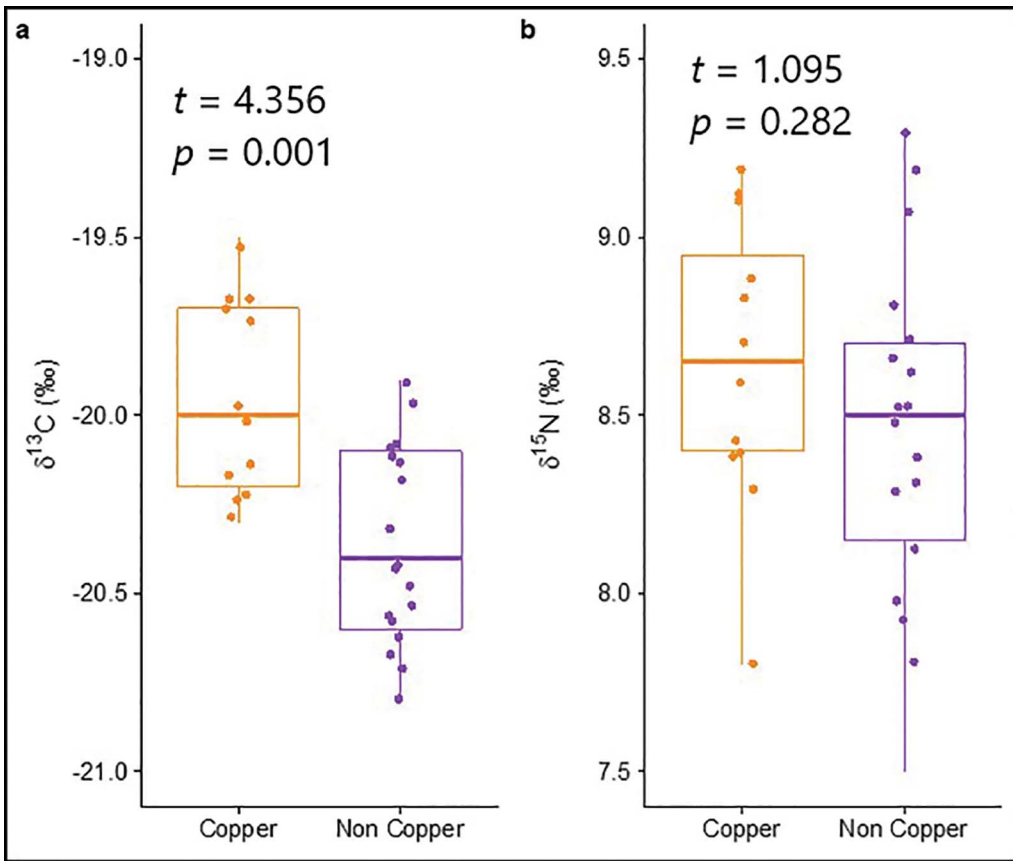 a
-19.0
t = 4.356
p = 0.001
-19.5
-20.0
-20.5
-21.0
δ¹³C (‰)
Copper Non Copper
b
9.5
t = 1.095
p = 0.282
9.0
8.5
8.0
7.5
δ¹⁵N (‰)
Copper Non Copper